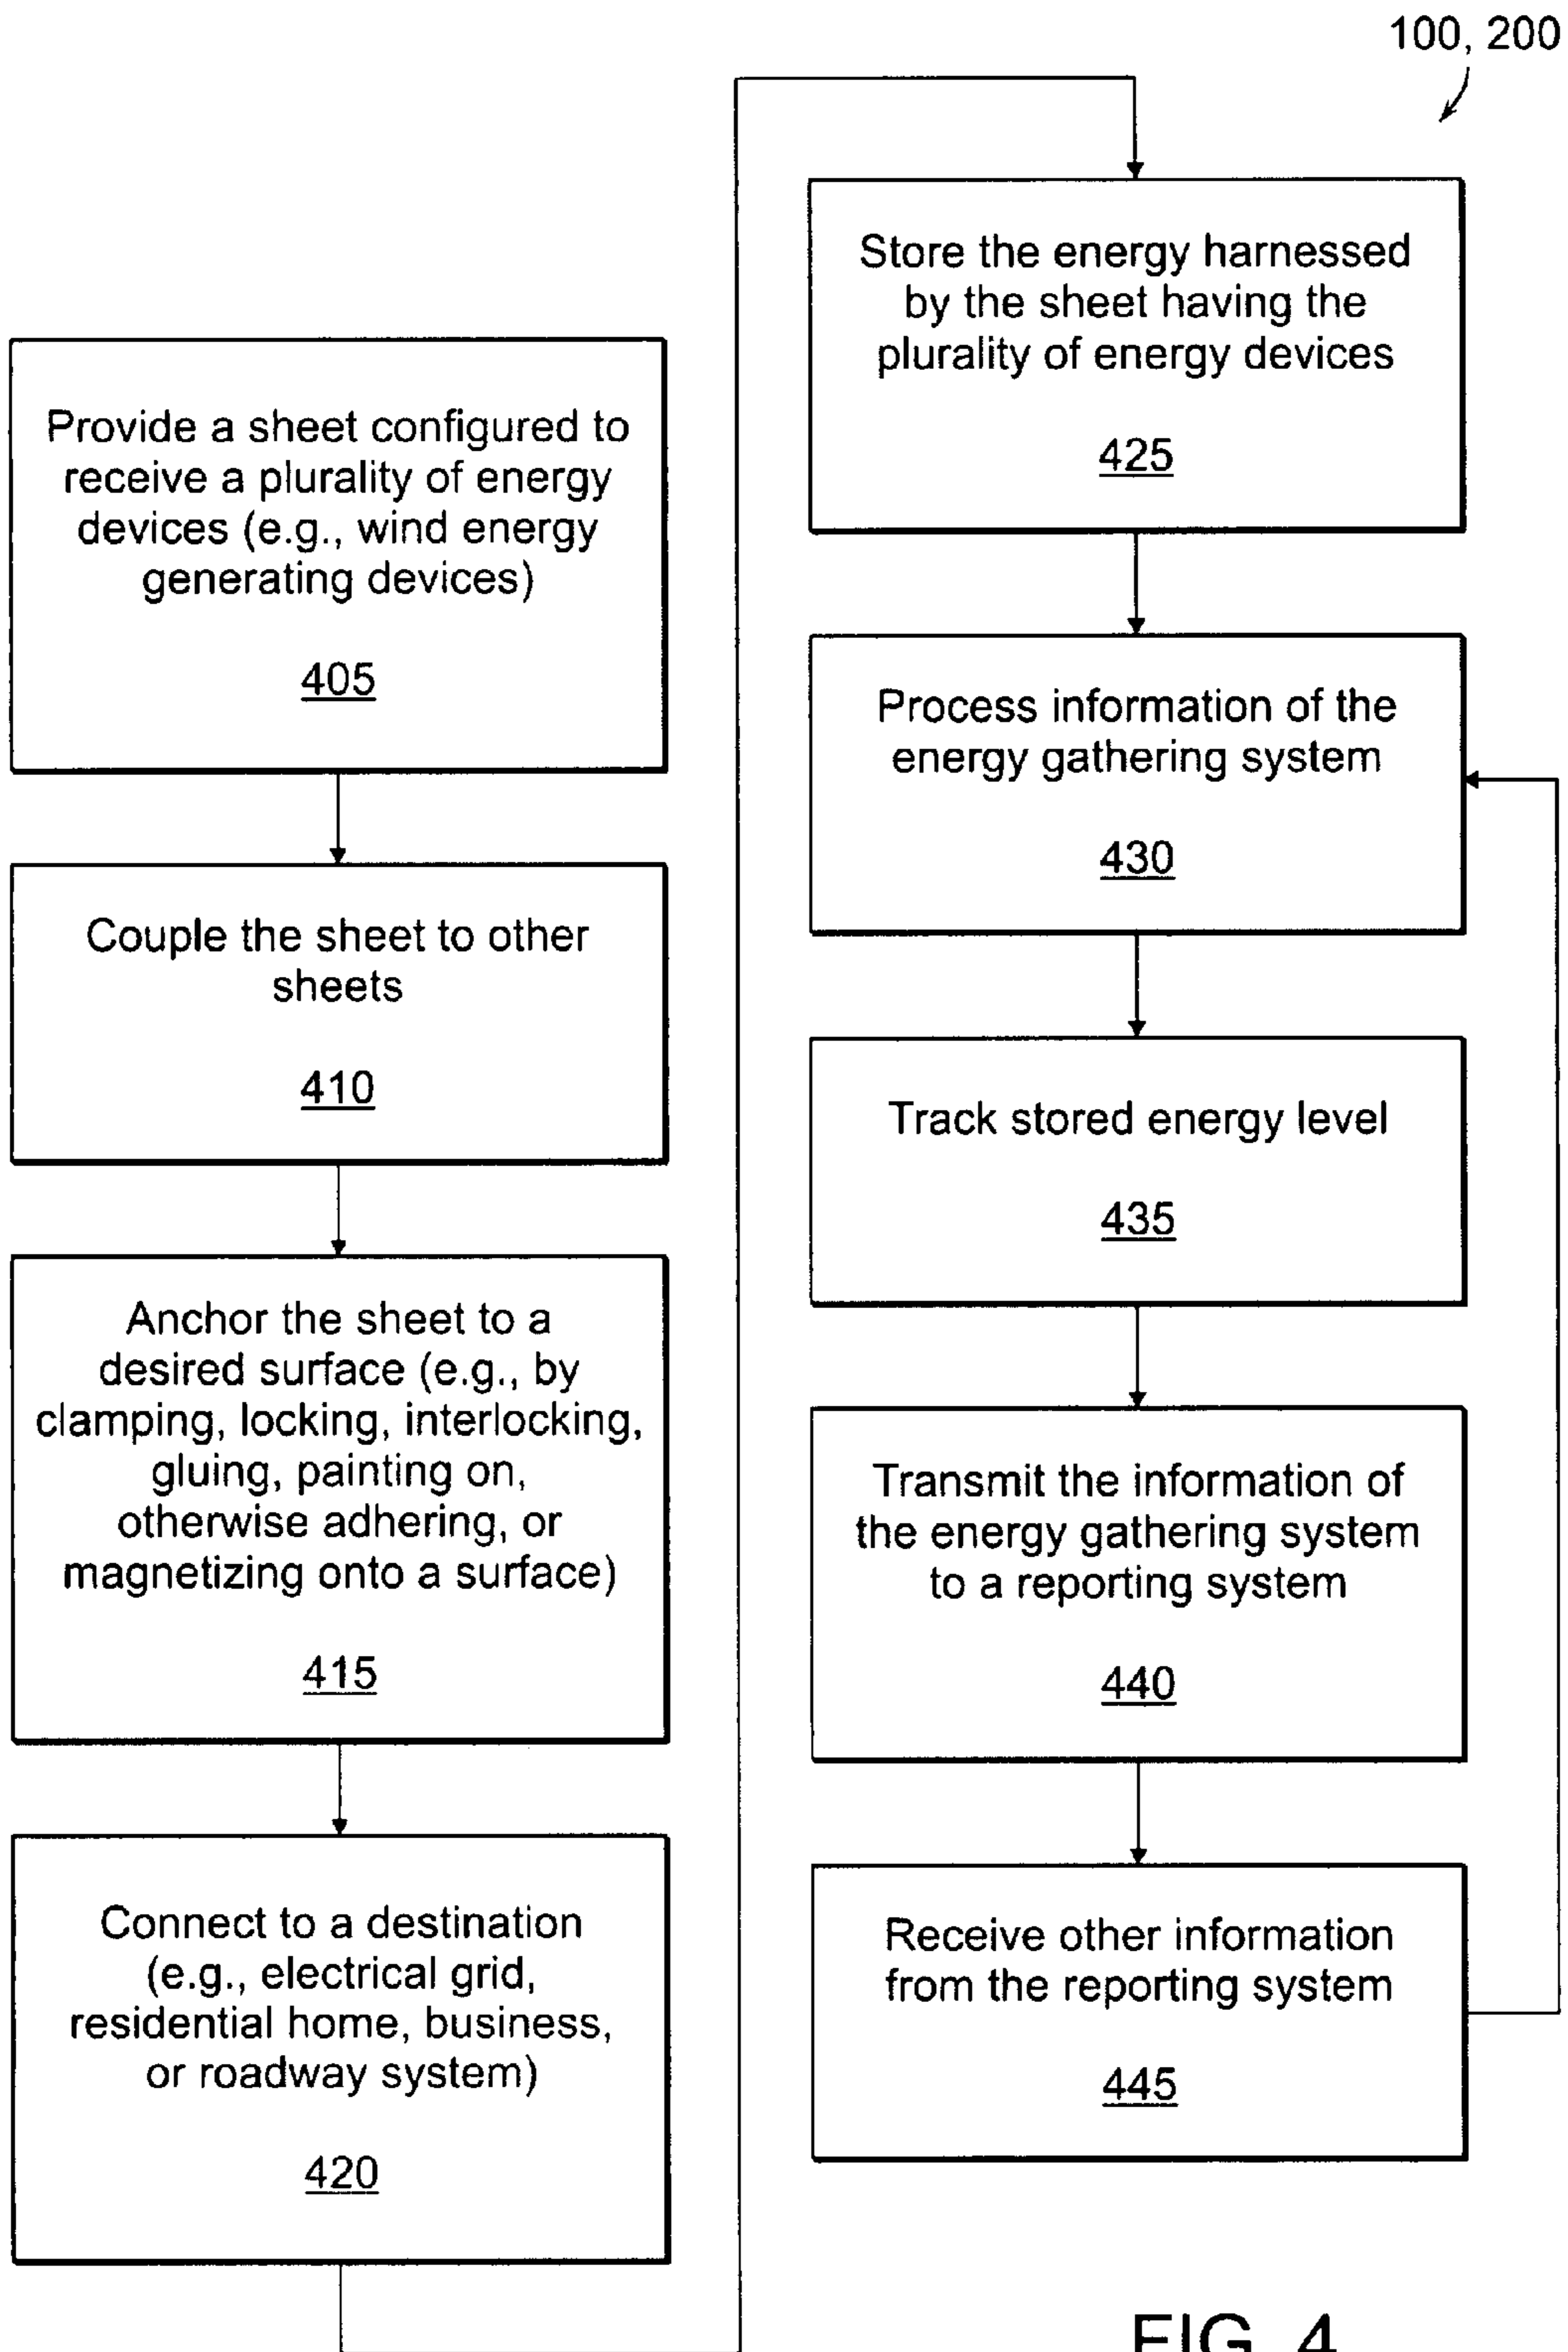 100, 200
Provide a sheet configured to
receive a plurality of energy
devices (e.g., wind energy
generating devices)
405
Couple the sheet to other
sheets
410
Anchor the sheet to a
desired surface (e.g., by
clamping, locking, interlocking,
gluing, painting on,
otherwise adhering, or
magnetizing onto a surface)
415
Connect to a destination
(e.g., electrical grid,
residential home, business,
or roadway system)
420
Store the energy harnessed
by the sheet having the
plurality of energy devices
425
Process information of the
energy gathering system
430
Track stored energy level
435
Transmit the information of
the energy gathering system
to a reporting system
440
Receive other information
from the reporting system
445
FIG. 4